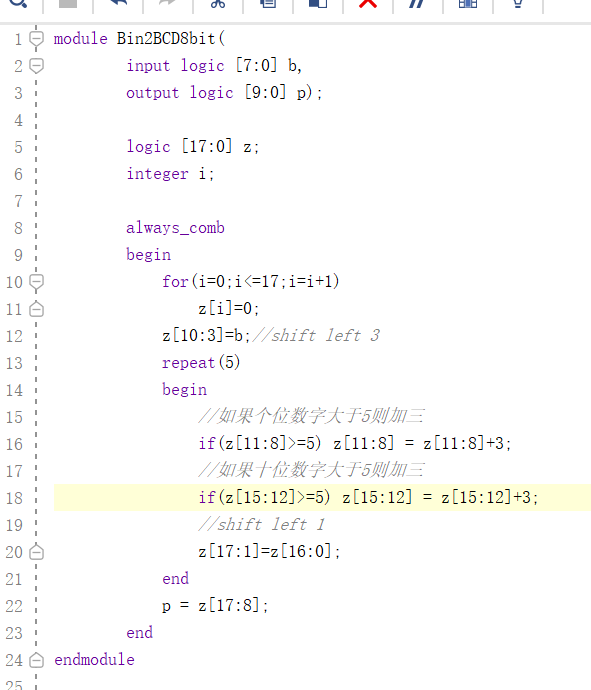 1 module Bin2BCD8bit(
2 input logic [7:0] b,
3 output logic [9:0] p);
4
5 logic [17:0] z;
6 integer i;
7
8 always_comb
9 begin
10 for(i=0;i<=17;i=i+1)
11 z[i]=0;
12 z[10:3]=b;//shift left 3
13 repeat(5)
14 begin
15 //如果个位数字大于5则加三
16 if(z[11:8]>=5) z[11:8] = z[11:8]+3;
17 //如果十位数字大于5则加三
18 if(z[15:12]>=5) z[15:12] = z[15:12]+3;
19 //shift left 1
20 z[17:1]=z[16:0];
21 end
22 p = z[17:8];
23 end
24 endmodule
25